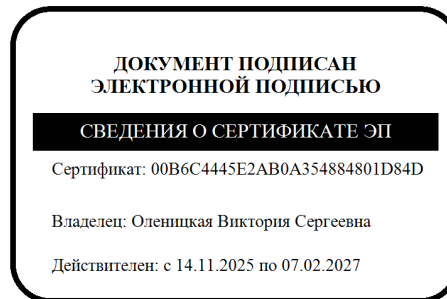 ДОКУМЕНТ ПОДПИСАН
ЭЛЕКТРОННОЙ ПОДПИСЬЮ
СВЕДЕНИЯ О СЕРТИФИКАТЕ ЭП
Сертификат: 00B6C4445E2AB0A354884801D84D
Владелец: Оленицкая Виктория Сергеевна
Действителен: с 14.11.2025 по 07.02.2027